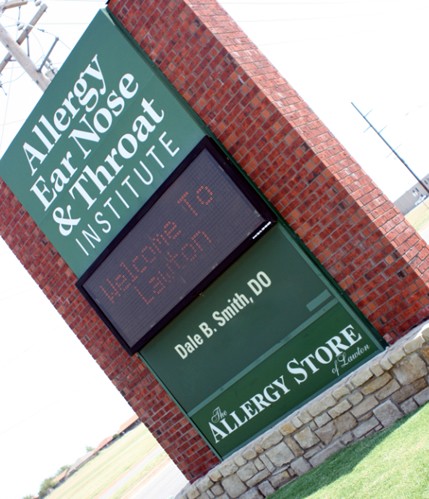 Allergy
Ear Nose
& Throat
INSTITUTE
Welcome To
Lawton
Dale B. Smith, DO
The
ALLERGY STORE
of Lawton